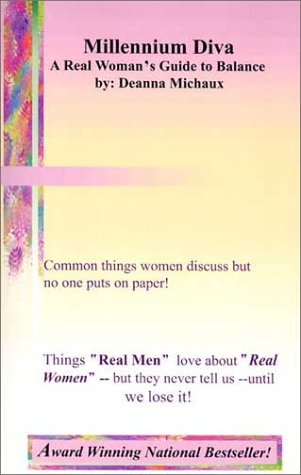 Millennium Diva
A Real Woman's Guide to Balance
by: Deanna Michaux
Common things women discuss but
no one puts on paper!
Things "Real Men" love about "Real
Women" -- but they never tell us --until
we lose it!
Award Winning National Bestseller!